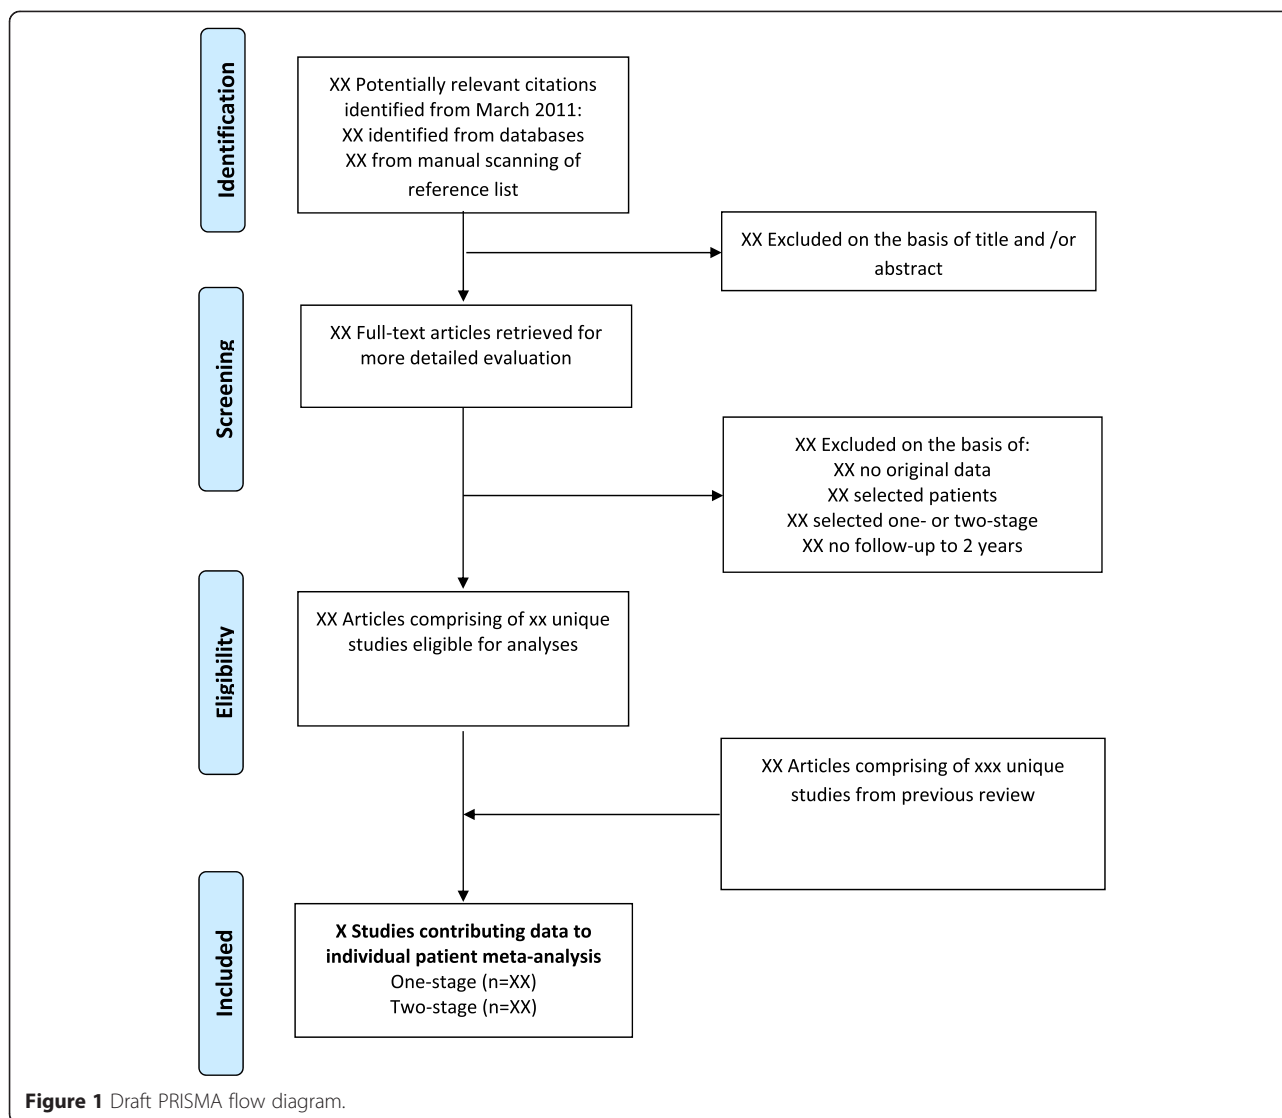 Identification
XX Potentially relevant citations
identified from March 2011:
XX identified from databases
XX from manual scanning of
reference list
XX Excluded on the basis of title and /or
abstract
Screening
XX Full-text articles retrieved for
more detailed evaluation
XX Excluded on the basis of:
XX no original data
XX selected patients
XX selected one- or two-stage
XX no follow-up to 2 years
Eligibility
XX Articles comprising of xx unique
studies eligible for analyses
XX Articles comprising of xxx unique
studies from previous review
Included
X Studies contributing data to
individual patient meta-analysis
One-stage (n=XX)
Two-stage (n=XX)
Figure 1 Draft PRISMA flow diagram.